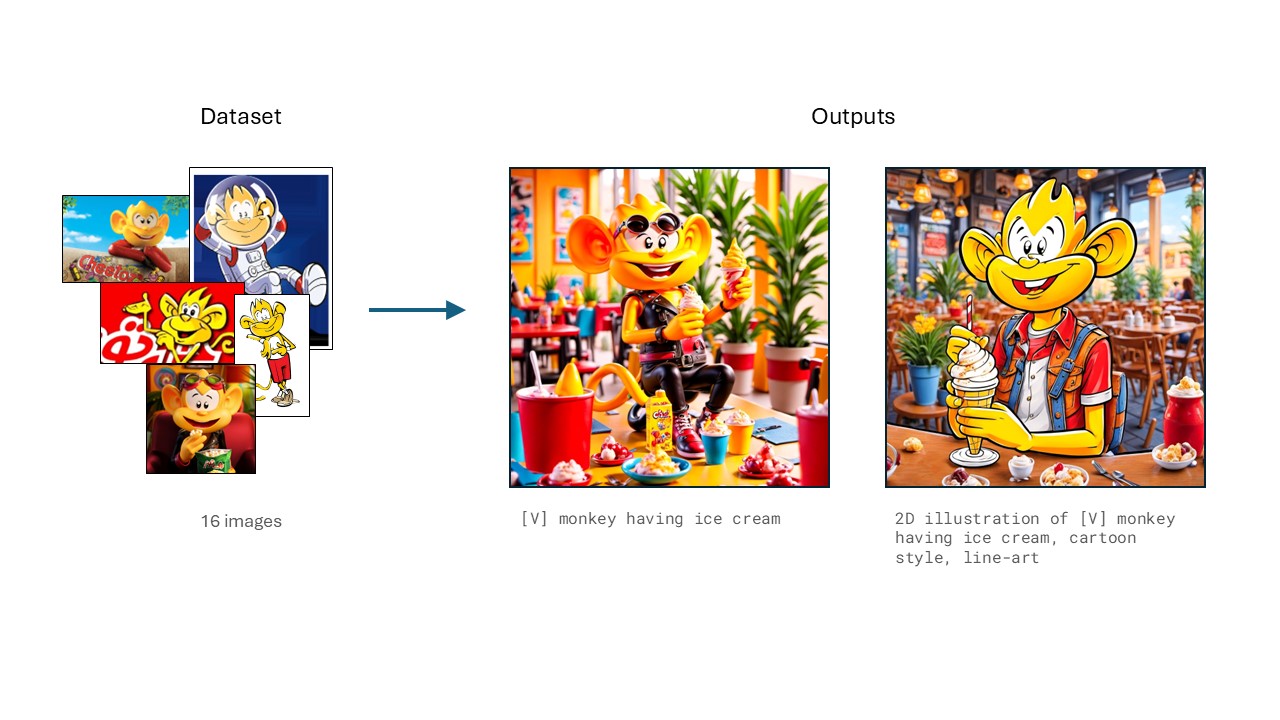 Dataset
Outputs
Cheetos
16 images
[V] monkey having ice cream
2D illustration of [V] monkey
having ice cream, cartoon
style, line-art